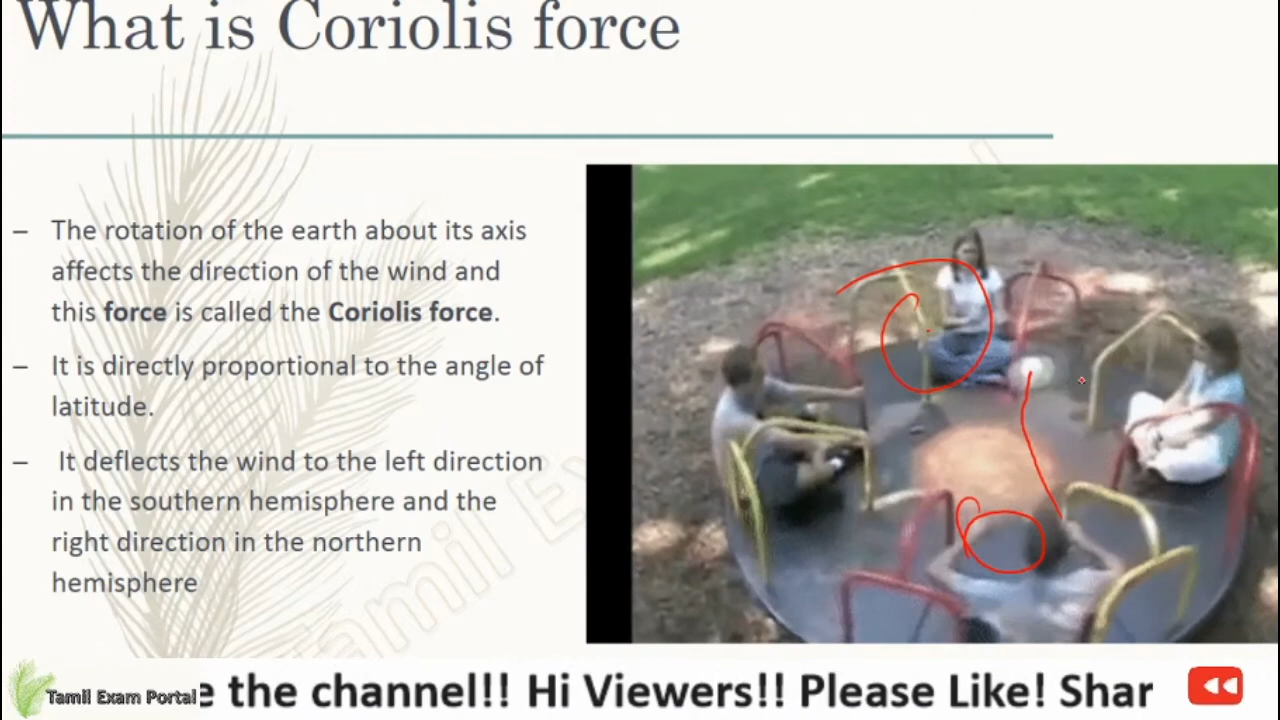 What is Coriolis force
– The rotation of the earth about its axis
affects the direction of the wind and
this force is called the Coriolis force.
– It is directly proportional to the angle of
latitude.
– It deflects the wind to the left direction
in the southern hemisphere and the
right direction in the northern
hemisphere
Tamil Ex
Tamil Exam Portal
e the channel!! Hi Viewers!! Please Like! Shar